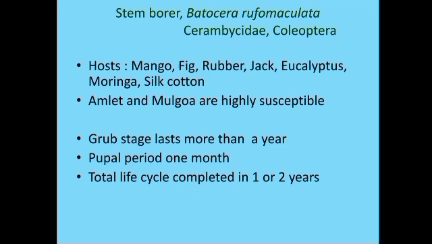 Stem borer, Batocera rufomaculata
Cerambycidae, Coleoptera
• Hosts : Mango, Fig, Rubber, Jack, Eucalyptus,
Moringa, Silk cotton
• Amlet and Mulgoa are highly susceptible
• Grub stage lasts more than a year
• Pupal period one month
• Total life cycle completed in 1 or 2 years